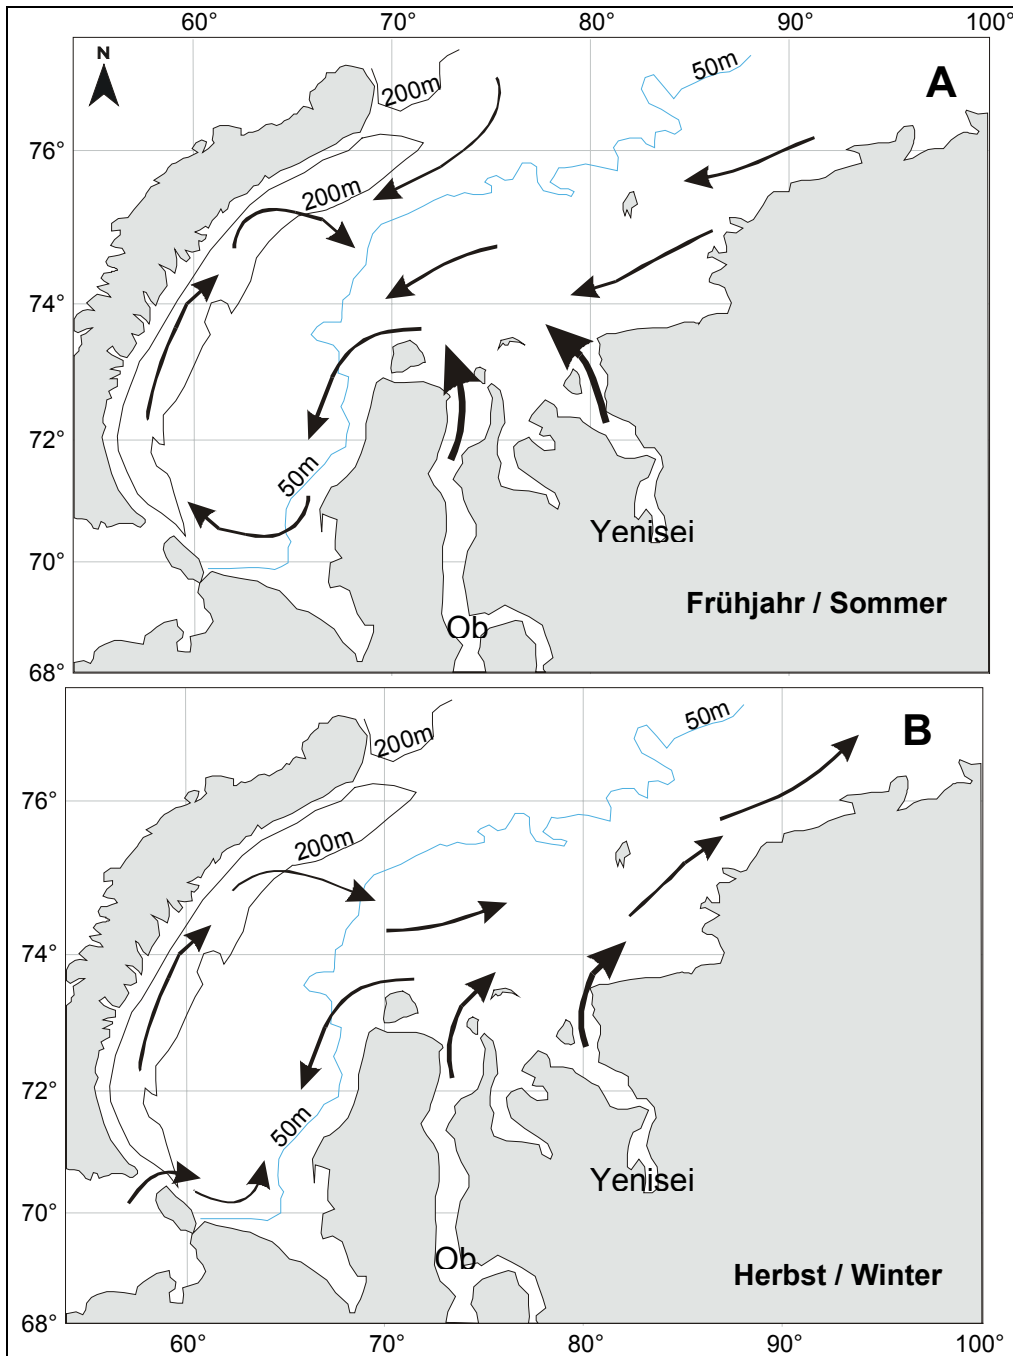 60° 70° 80° 90° 100°
N
200m
50m
A
76°
200m
74°
72°
50m
Yenisei
70°
Frühjahr / Sommer
Ob
68°
200m
50m
B
76°
200m
74°
72°
50m
Yenisei
70°
Ob
Herbst / Winter
68°
60° 70° 80° 90° 100°